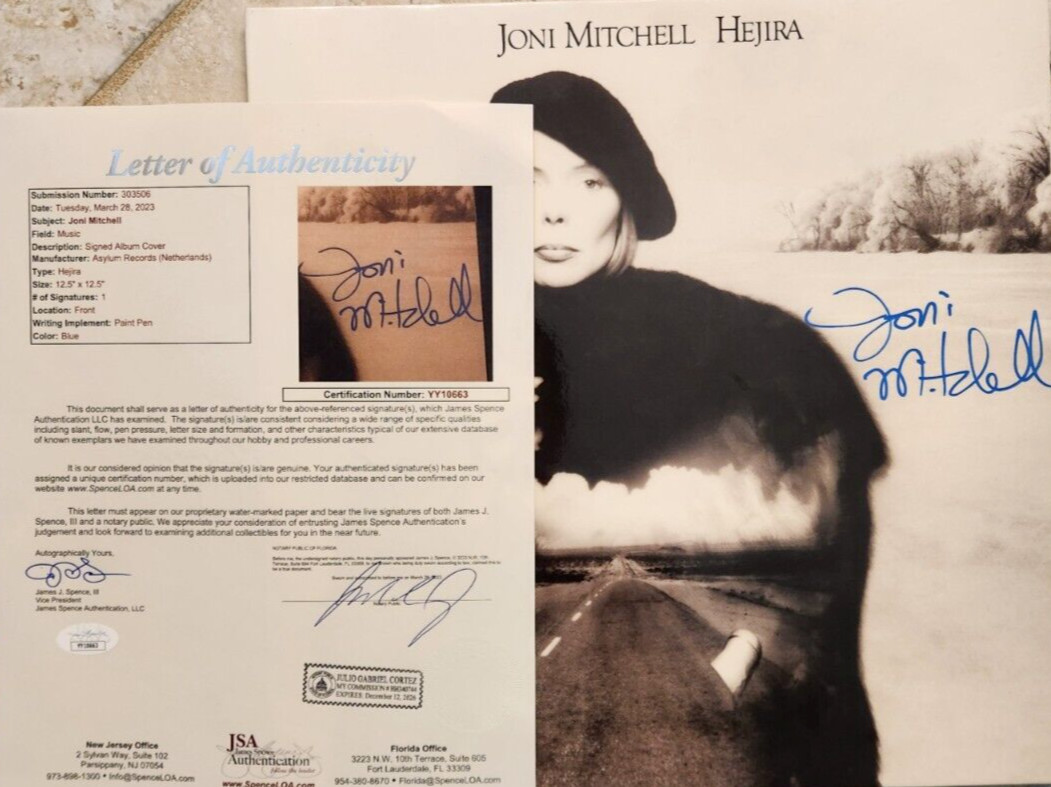 JONI MITCHELL HEJIRA
Letter of Authenticity
Submission Number: 303506
Date: Tuesday, March 28, 2023
Subject: Joni Mitchell
Field: Music
Description: Signed Album Cover
Manufacturer: Asylum Records (Netherlands)
Type: Hejira
Size: 12.5" x 12.5"
# of Signatures: 1
Location: Front
Writing Implement: Paint Pen
Color: Blue
Joni
Mitchell
Joni
Mitchell
Certification Number: YY10663
This document shall serve as a letter of authenticity for the above-referenced signature(s), which James Spence
Authentication LLC has examined. The signature(s) is/are consistent considering a wide range of specific qualities
including slant, flow, pen pressure, letter size and formation, and other characteristics typical of our extensive database
of known exemplars we have examined throughout our hobby and professional careers.
It is our considered opinion that the signature(s) is/are genuine. Your authenticated signature(s) has been
assigned a unique certification number, which is uploaded into our restricted database and can be confirmed on our
website www.SpenceLOA.com at any time.
This letter must appear on our proprietary water-marked paper and bear the live signatures of both James J.
Spence, III and a notary public. We appreciate your consideration of entrusting James Spence Authentication's
judgement and look forward to examining additional collectibles for you in the near future.
Autographically Yours,
James J. Spence, III
Vice President
James Spence Authentication, LLC
NOTARY PUBLIC OF FLORIDA
Notary Public
YY10663
JULIO GABRIEL CORTEZ
MY COMMISSION #
EXPIRES: December 12, 2026
New Jersey Office
2 Sylvan Way, Suite 102
Parsippany, NJ 07054
973-898-1300 • Info@SpenceLOA.com
JSA
James Spence
Authentication
www.SpenceLOA.com
Florida Office
3223 N.W. 10th Terrace, Suite 605
Fort Lauderdale, FL 33309
954-380-8670 • Florida@SpenceLOA.com